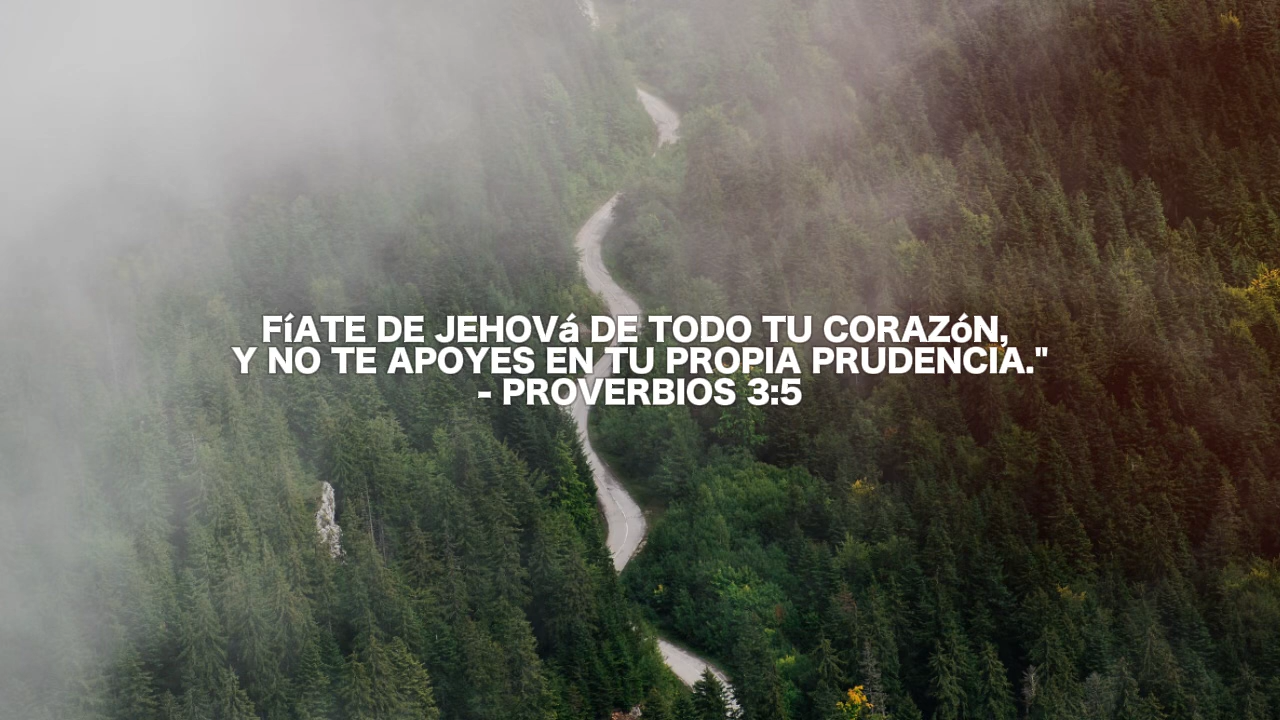 FíATE DE JEHOVá DE TODO TU CORAZóN,
Y NO TE APOYES EN TU PROPIA PRUDENCIA."
- PROVERBIOS 3:5